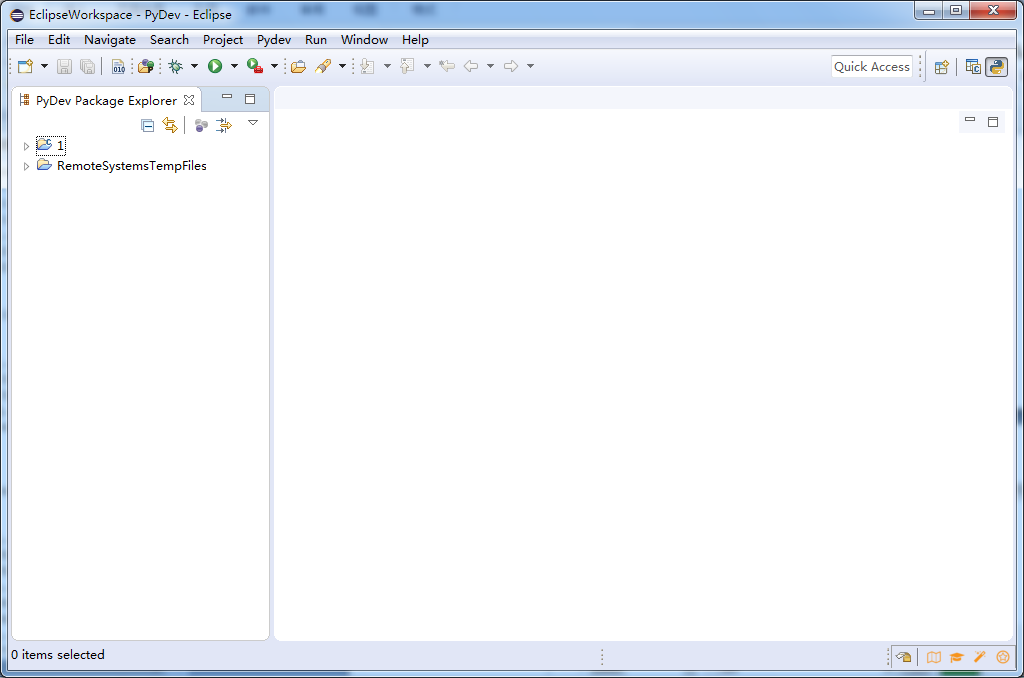 EclipseWorkspace - PyDev - Eclipse
File Edit Navigate Search Project Pydev Run Window Help
010 Quick Access C
PyDev Package Explorer
1
RemoteSystemsTempFiles
0 items selected